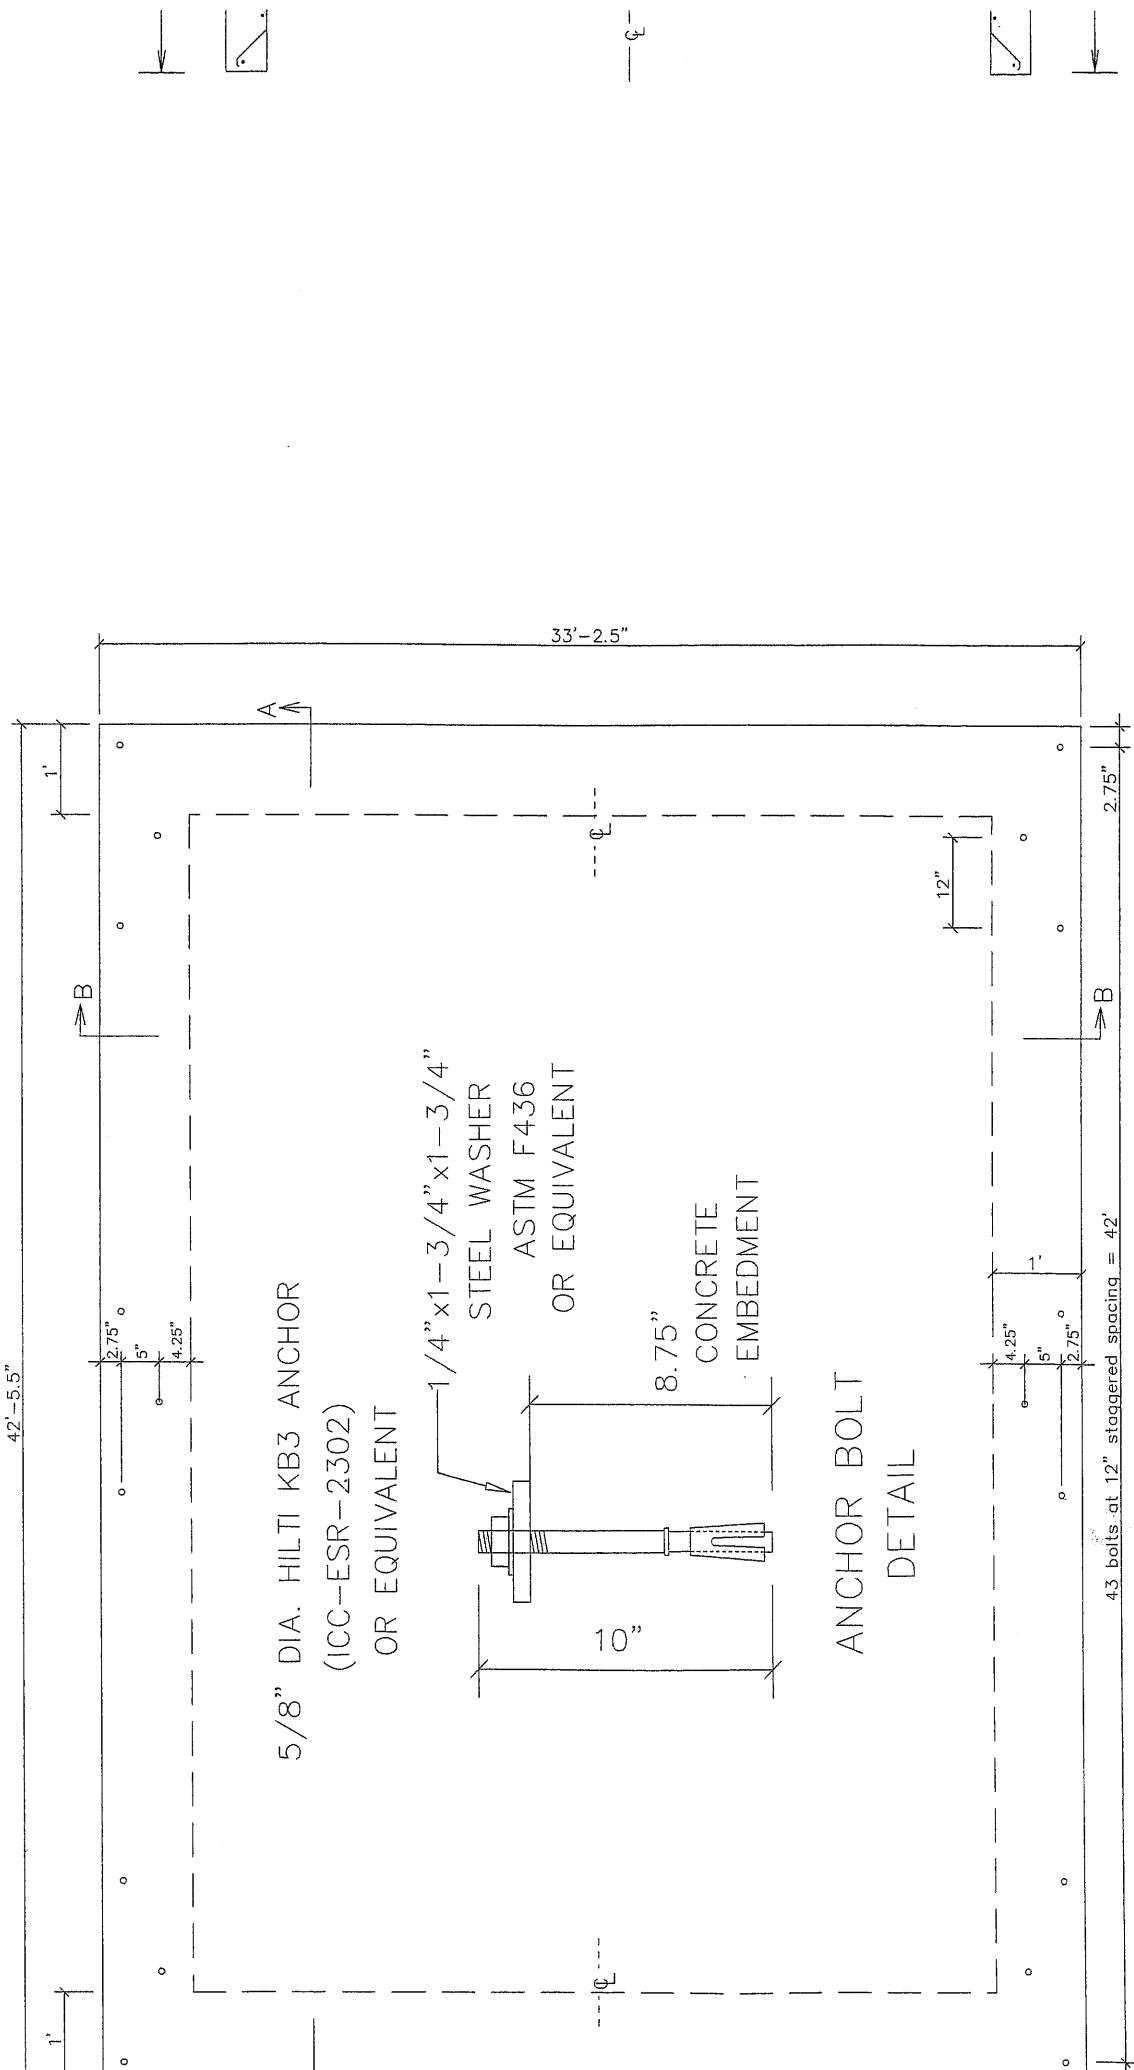 ℄
33'-2.5"
42'-5.5"
1'
A
2.75"
℄
12"
B
B
1/4"x1-3/4"x1-3/4"
STEEL WASHER
ASTM F436
OR EQUIVALENT
5/8" DIA. HILTI KB3 ANCHOR
(ICC-ESR-2302)
OR EQUIVALENT
8.75"
CONCRETE
EMBEDMENT
10"
ANCHOR BOLT
DETAIL
2.75"
5"
4.25"
1'
4.25"
5"
2.75"
43 bolts at 12" staggered spacing = 42'
℄
1'